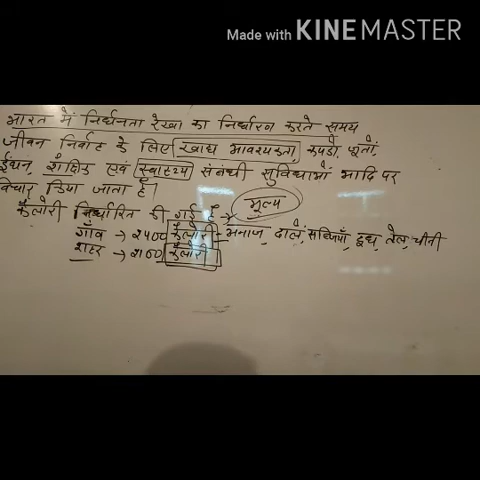 Made with KINEMASTER
भारत में निर्धनता रेखा का निर्धारण करते समय
जीवन निर्वाह के लिए खाद्य आवश्यकता, कपड़ों, जूतों,
ईंधन, शैक्षिक एवं स्वास्थ्य संबंधी सुविधाओं आदि पर
विचार किया जाता है।
मूल्य
कैलोरी निर्धारित की गई है →
गाँव → 2400 कैलोरी - अनाज, दालें, सब्जियाँ, दूध, तेल, चीनी
शहर → 2100 कैलोरी